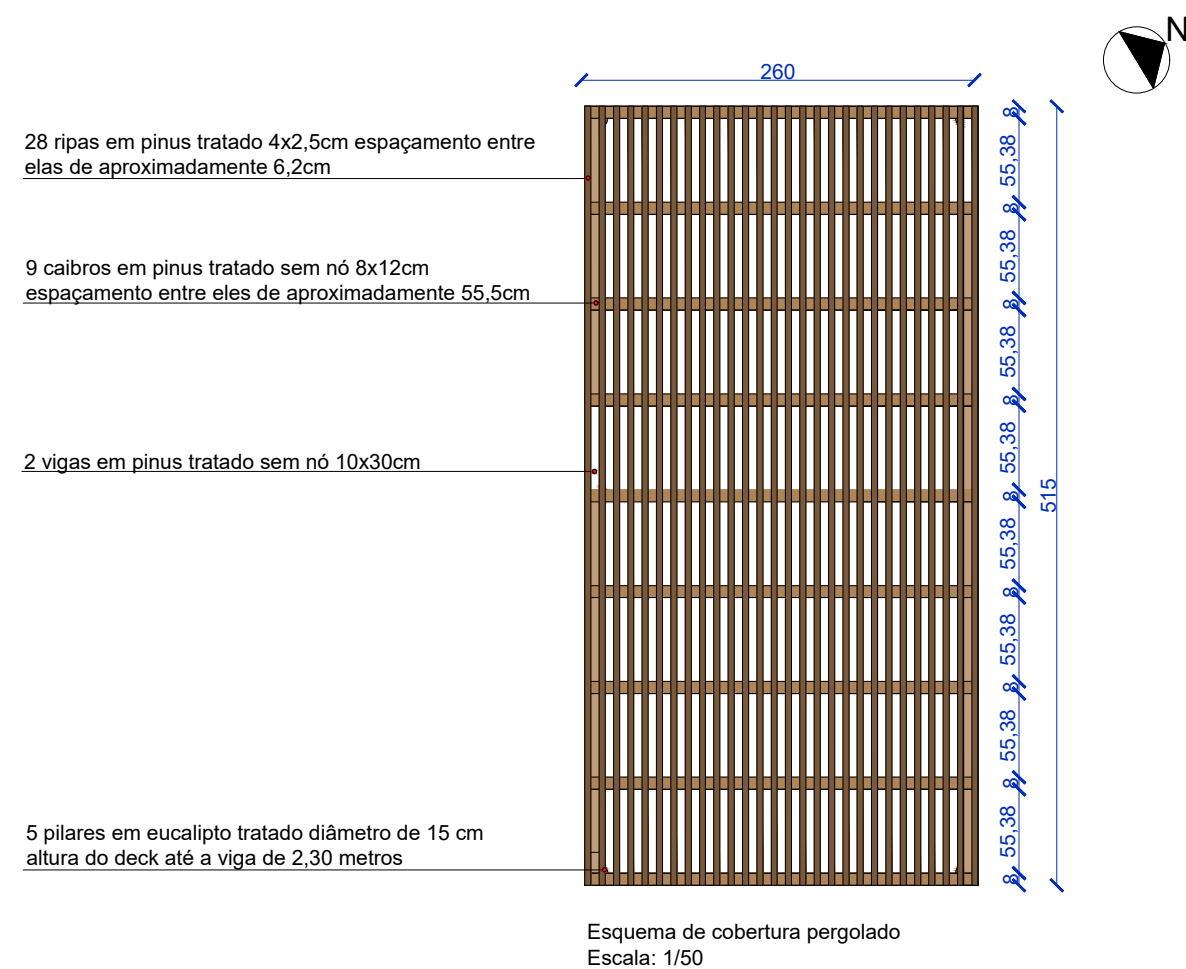 N
260
28 ripas em pinus tratado 4x2,5cm espaçamento entre
elas de aproximadamente 6,2cm
9 caibros em pinus tratado sem nó 8x12cm
espaçamento entre eles de aproximadamente 55,5cm
2 vigas em pinus tratado sem nó 10x30cm
5 pilares em eucalipto tratado diâmetro de 15 cm
altura do deck até a viga de 2,30 metros
8
55,38
8
55,38
8
55,38
8
55,38
8
55,38
8
55,38
8
55,38
8
55,38
8
515
Esquema de cobertura pergolado
Escala: 1/50